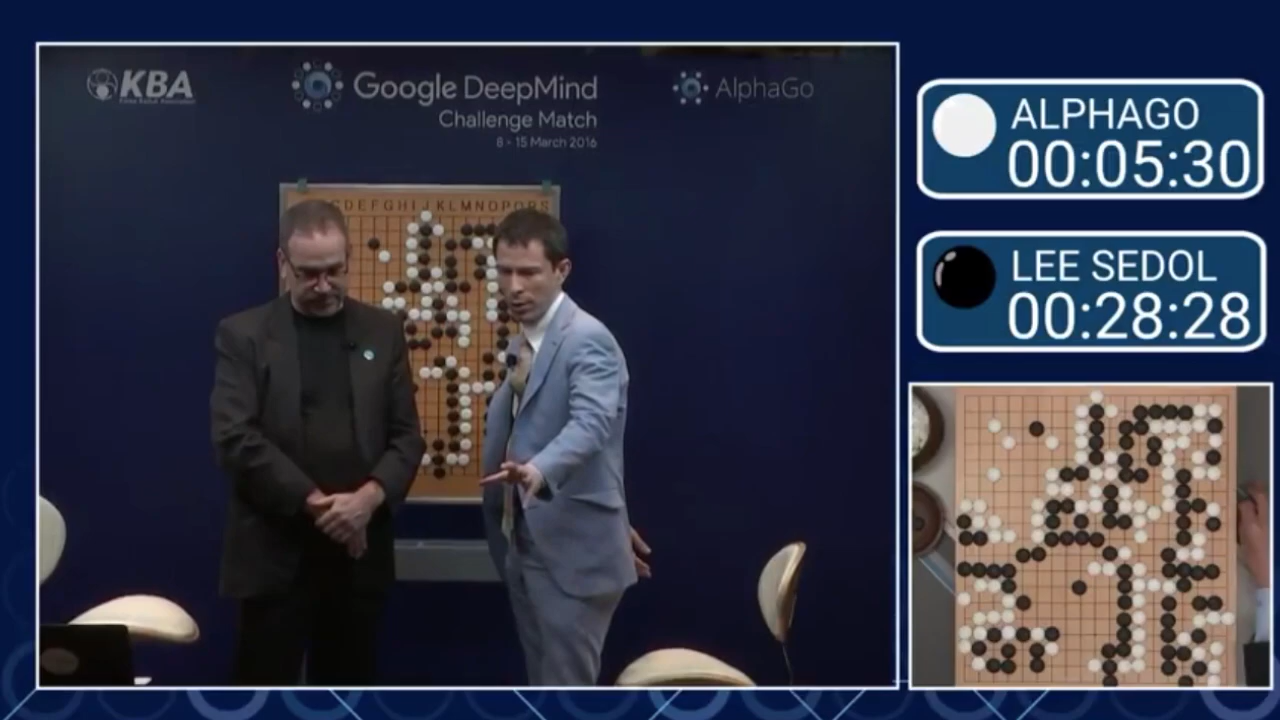 KBA
Google DeepMind
Challenge Match
8 - 15 March 2016
AlphaGo
CDEFGHIJKLMNOPQRS
ALPHAGO
00:05:30
LEE SEDOL
00:28:28